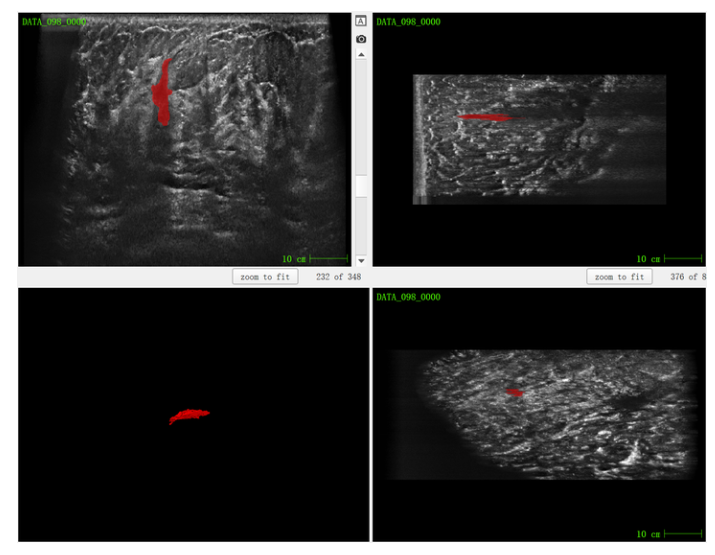 DATA_098_0000
A
DATA_098_0000
10 cm
10 cm
zoom to fit 232 of 348
zoom to fit 376 of 8
DATA_098_0000
10 cm